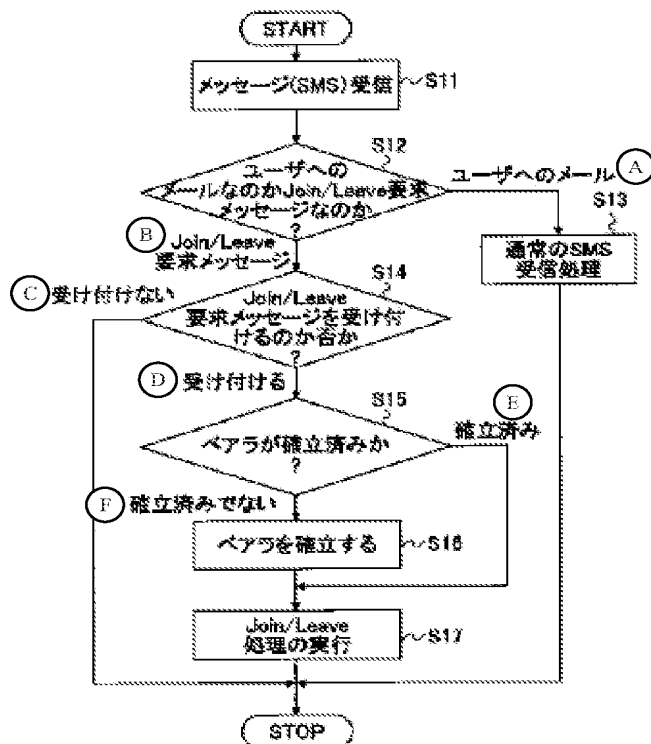 START
メッセージ(SMS)受信
S11
S12
ユーザへの
メールなのかJoin/Leave要求
メッセージなのか
?
ユーザへのメール
A
S13
通常のSMS
受信処理
B
Join/Leave
要求メッセージ
S14
C
受け付けない
Join/Leave
要求メッセージを受け付
けるのか否か
?
D
受け付ける
S15
E
確立済み
ベアラが確立済みか
?
F
確立済みでない
ベアラを確立する
S16
Join/Leave
処理の実行
S17
STOP